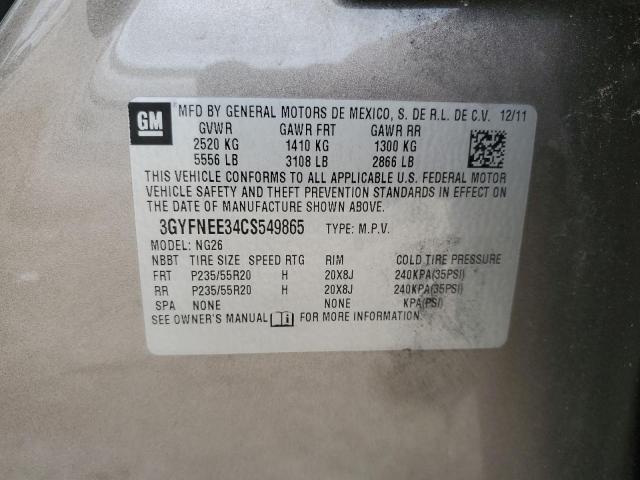 GM
MFD BY GENERAL MOTORS DE MEXICO, S. DE R.L. DE C.V. 12/11
GVWR GAWR FRT GAWR RR
2520 KG 1410 KG 1300 KG
5556 LB 3108 LB 2866 LB
THIS VEHICLE CONFORMS TO ALL APPLICABLE U.S. FEDERAL MOTOR
VEHICLE SAFETY AND THEFT PREVENTION STANDARDS IN EFFECT ON
THE DATE OF MANUFACTURE SHOWN ABOVE.
3GYFNEE34CS549865 TYPE: M.P.V.
MODEL: NG26
NBBT TIRE SIZE SPEED RTG RIM COLD TIRE PRESSURE
FRT P235/55R20 H 20X8J 240KPA(35PSI)
RR P235/55R20 H 20X8J 240KPA(35PSI)
SPA NONE NONE KPA(PSI)
SEE OWNER'S MANUAL i FOR MORE INFORMATION.